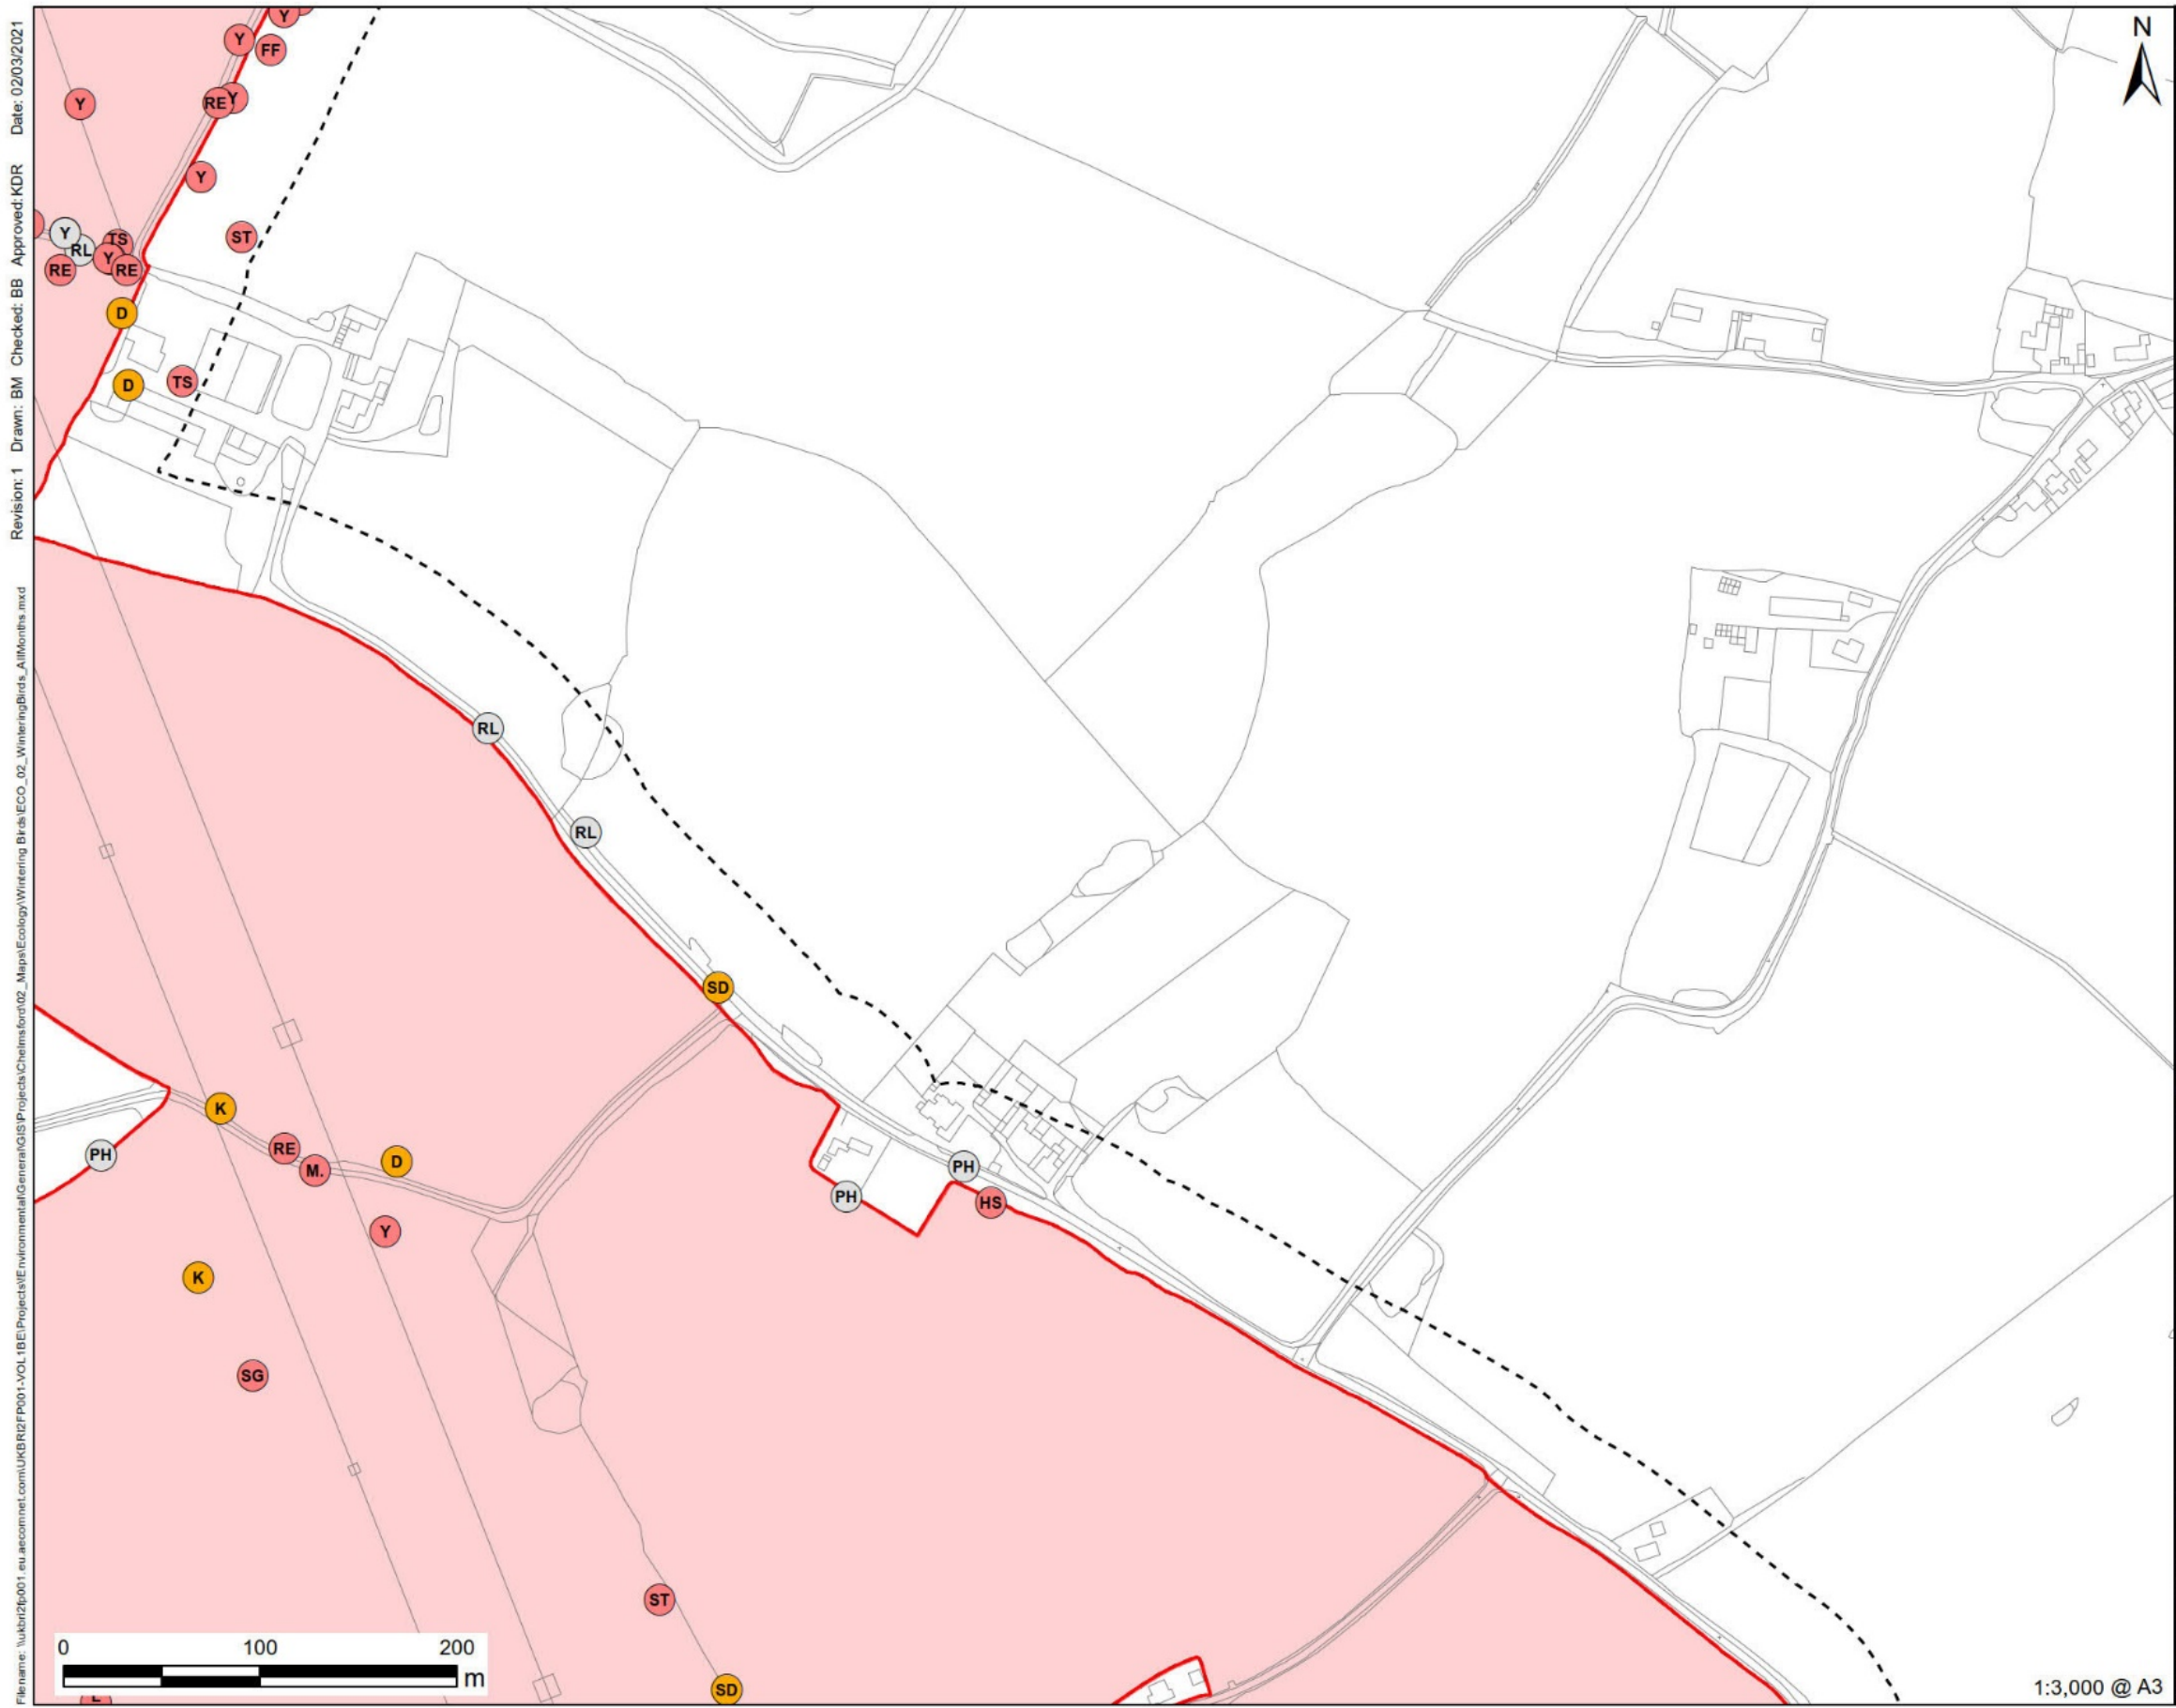 Filename: \\ukbri2fp001.eu.aecomnet.com\UKBRI2FP001-VOL1BE\Projects\Environmental\General\GIS\Projects\Chelmsford\02_Maps\Ecology\Wintering Birds\ECO_02_WinteringBirds_AllMonths.mxd
Revision: 1 Drawn: BM Checked: BB Approved: KDR Date: 02/03/2021
N
Y
Y
FF
Y
RE
Y
Y
ST
Y
TS
RL
Y
RE
RE
D
D
TS
RL
RL
SD
K
RE
PH
M.
D
PH
PH
HS
Y
K
SG
ST
SD
0 100 200
m
1:3,000 @ A3